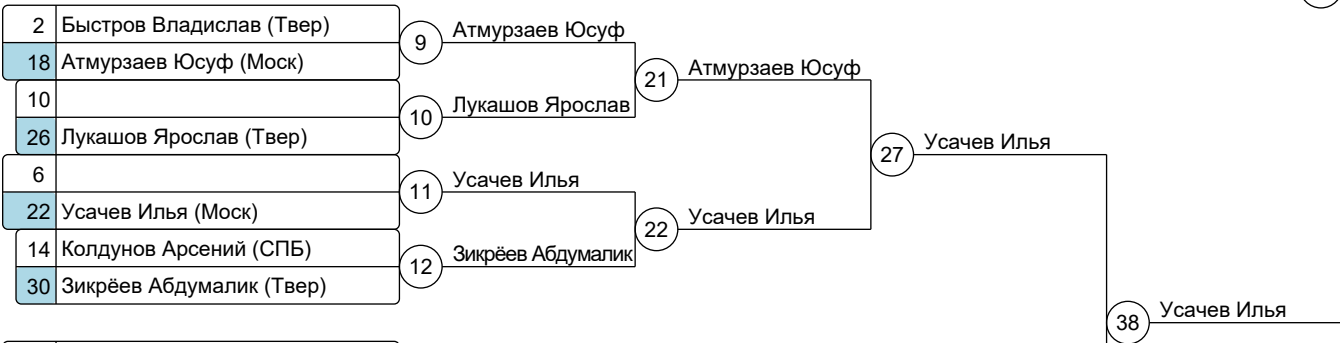 2 Быстров Владислав (Твер)
18 Атмурзаев Юсуф (Моск)
10
26 Лукашов Ярослав (Твер)
6
22 Усачев Илья (Моск)
14 Колдунов Арсений (СПБ)
30 Зикрёев Абдумалик (Твер)
9 Атмурзаев Юсуф
10 Лукашов Ярослав
11 Усачев Илья
12 Зикрёев Абдумалик
21 Атмурзаев Юсуф
22 Усачев Илья
27 Усачев Илья
38 Усачев Илья